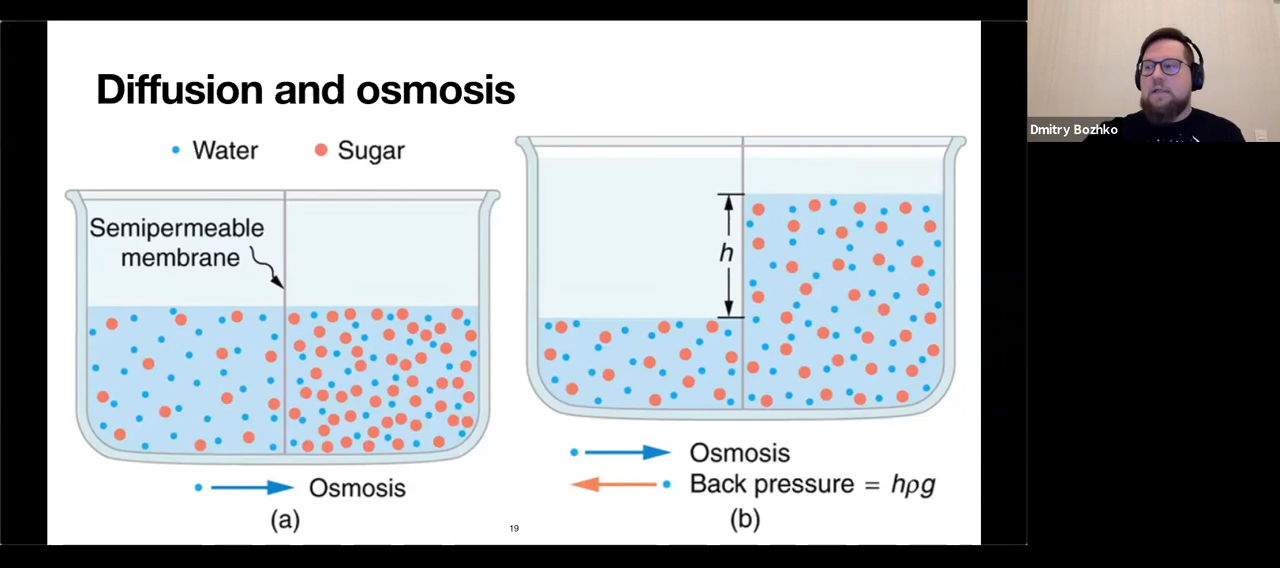 Diffusion and osmosis
Water
Sugar
Semipermeable
membrane
Osmosis
(a)
h
Osmosis
Back pressure = hρg
(b)
19
Dmitry Bozhko